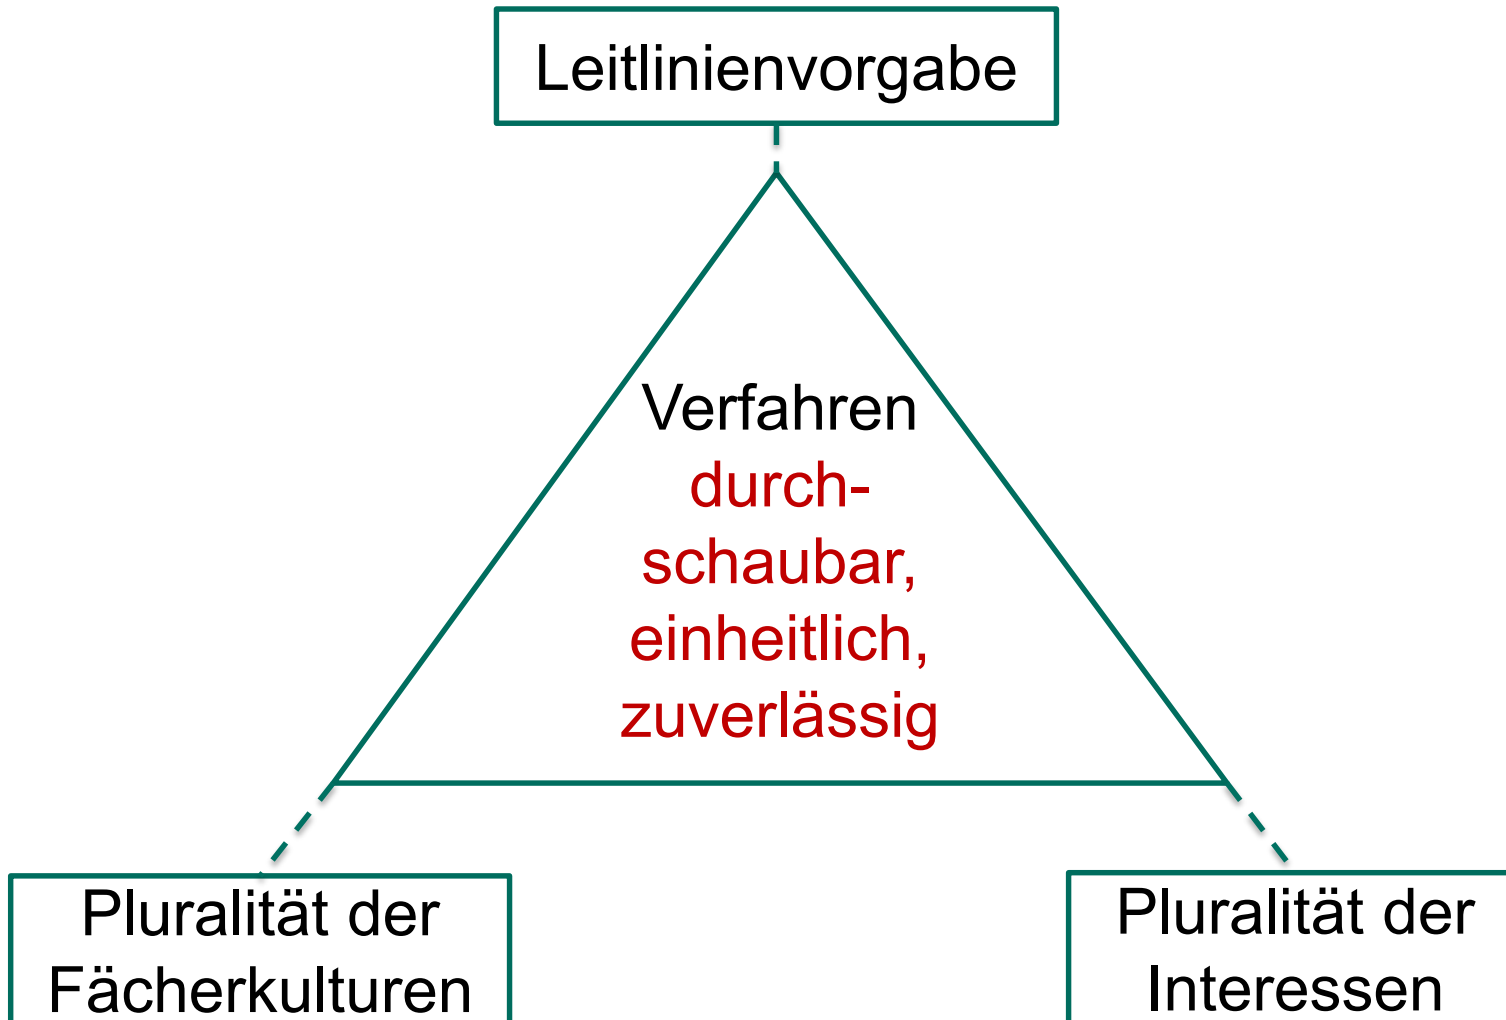 Leitlinienvorgabe
Verfahren
durch-
schaubar,
einheitlich,
zuverlässig
Pluralität der
Fächerkulturen
Pluralität der
Interessen